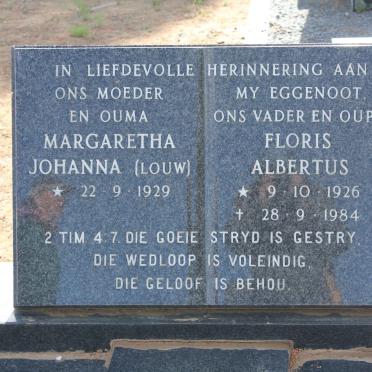 IN LIEFDEVOLLE HERINNERING AAN
ONS MOEDER
EN OUMA
MARGARETHA
JOHANNA (LOUW)
★ 22 · 9 · 1929
MY EGGENOOT
ONS VADER EN OUP
FLORIS
ALBERTUS
★ 9 · 10 · 1926
† 28 · 9 · 1984
2 TIM 4:7. DIE GOEIE STRYD IS GESTRY,
DIE WEDLOOP IS VOLEINDIG,
DIE GELOOF IS BEHOU.